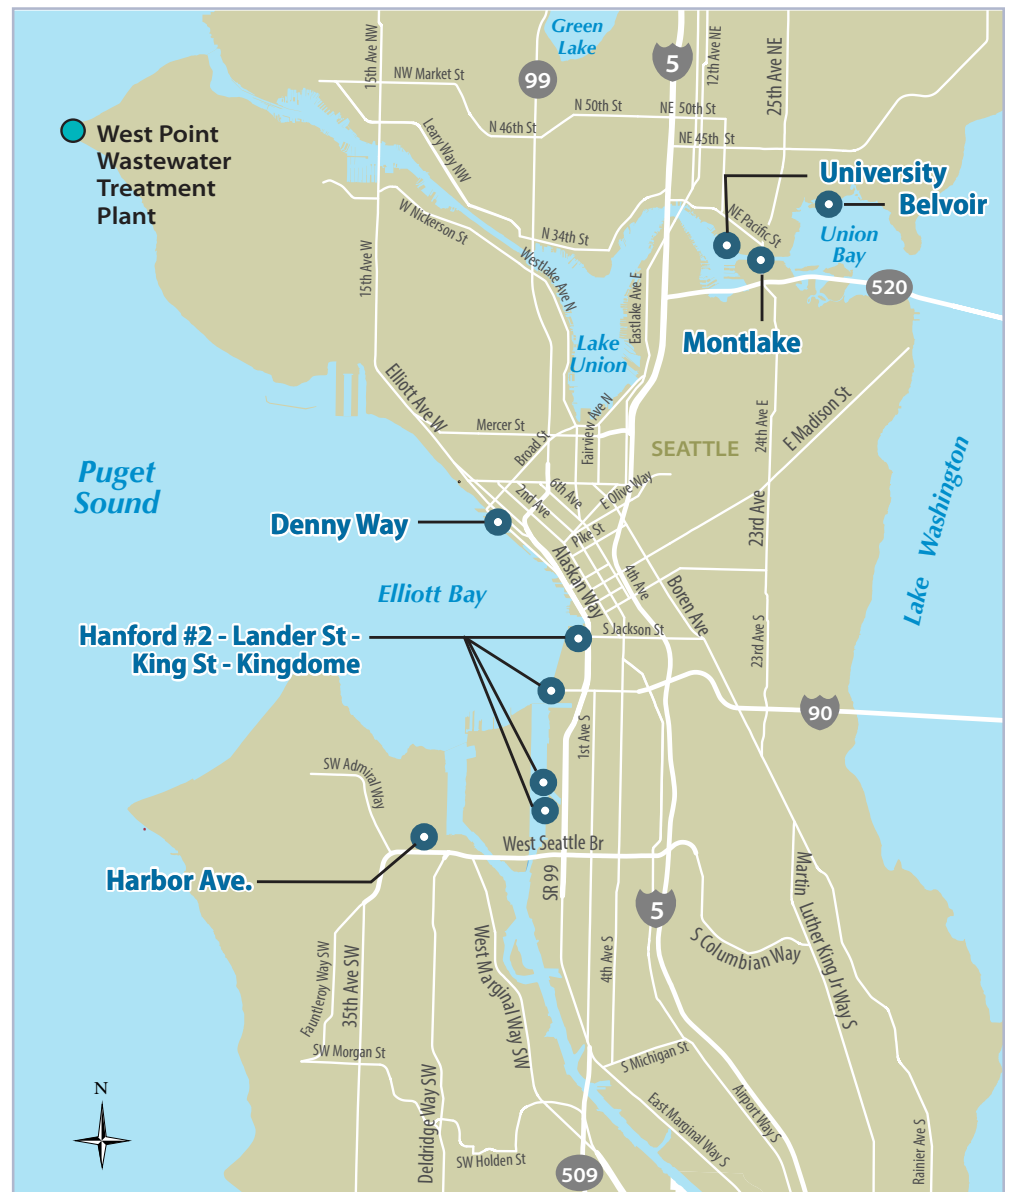 Green
Lake
15th Ave NW
NW Market St
99
5
12th Ave NE
25th Ave NE
N 50th St
NE 50th St
N 46th St
NE 45th St
Leary Way NW
West Point
Wastewater
Treatment
Plant
University
Belvoir
W Nickerson St
N 34th St
NE Pacific St
Union
Bay
15th Ave W
Westlake Ave N
Eastlake Ave E
520
Lake
Union
Montlake
Elliott Ave W
Mercer St
Broad St
Fairview Ave N
24th Ave E
E Madison St
SEATTLE
Puget
Sound
2nd Ave
6th Ave
E Olive Way
Lake Washington
Denny Way
Pike St
23rd Ave
Alaskan Way
4th Ave
Boren Ave
Elliott Bay
Hanford #2 - Lander St -
King St - Kingdome
S Jackson St
23rd Ave S
90
1st Ave S
SW Admiral Way
West Seattle Br
Harbor Ave.
SR 99
5
Martin Luther King Jr Way S
S Columbian Way
4th Ave S
West Marginal Way SW
Fauntleroy Way SW
35th Ave SW
SW Morgan St
S Michigan St
N
Deldridge Way SW
East Marginal Way S
Airport Way S
Rainier Ave S
SW Holden St
509